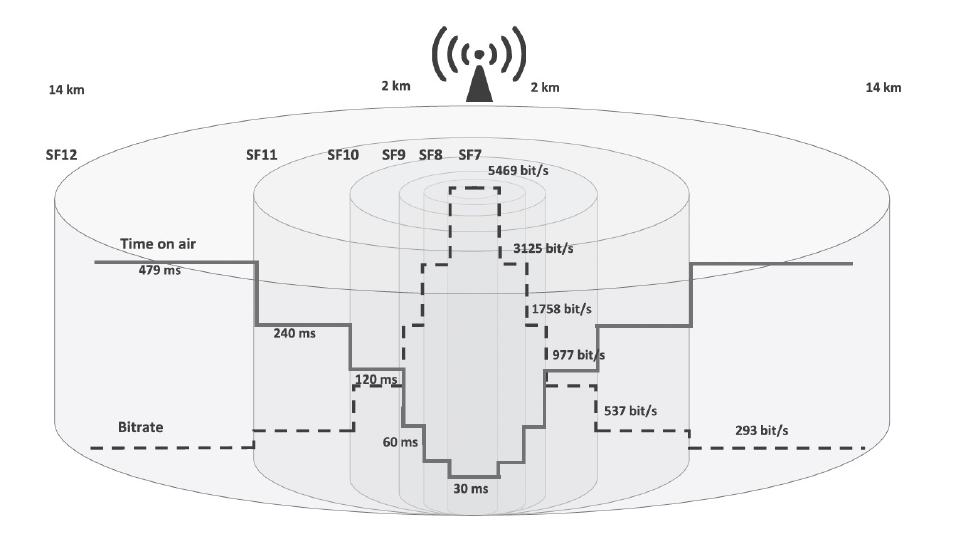 14 km
2 km
2 km
14 km
SF12
SF11
SF10
SF9
SF8
SF7
5469 bit/s
Time on air
479 ms
3125 bit/s
1758 bit/s
240 ms
977 bit/s
120 ms
537 bit/s
Bitrate
293 bit/s
60 ms
30 ms